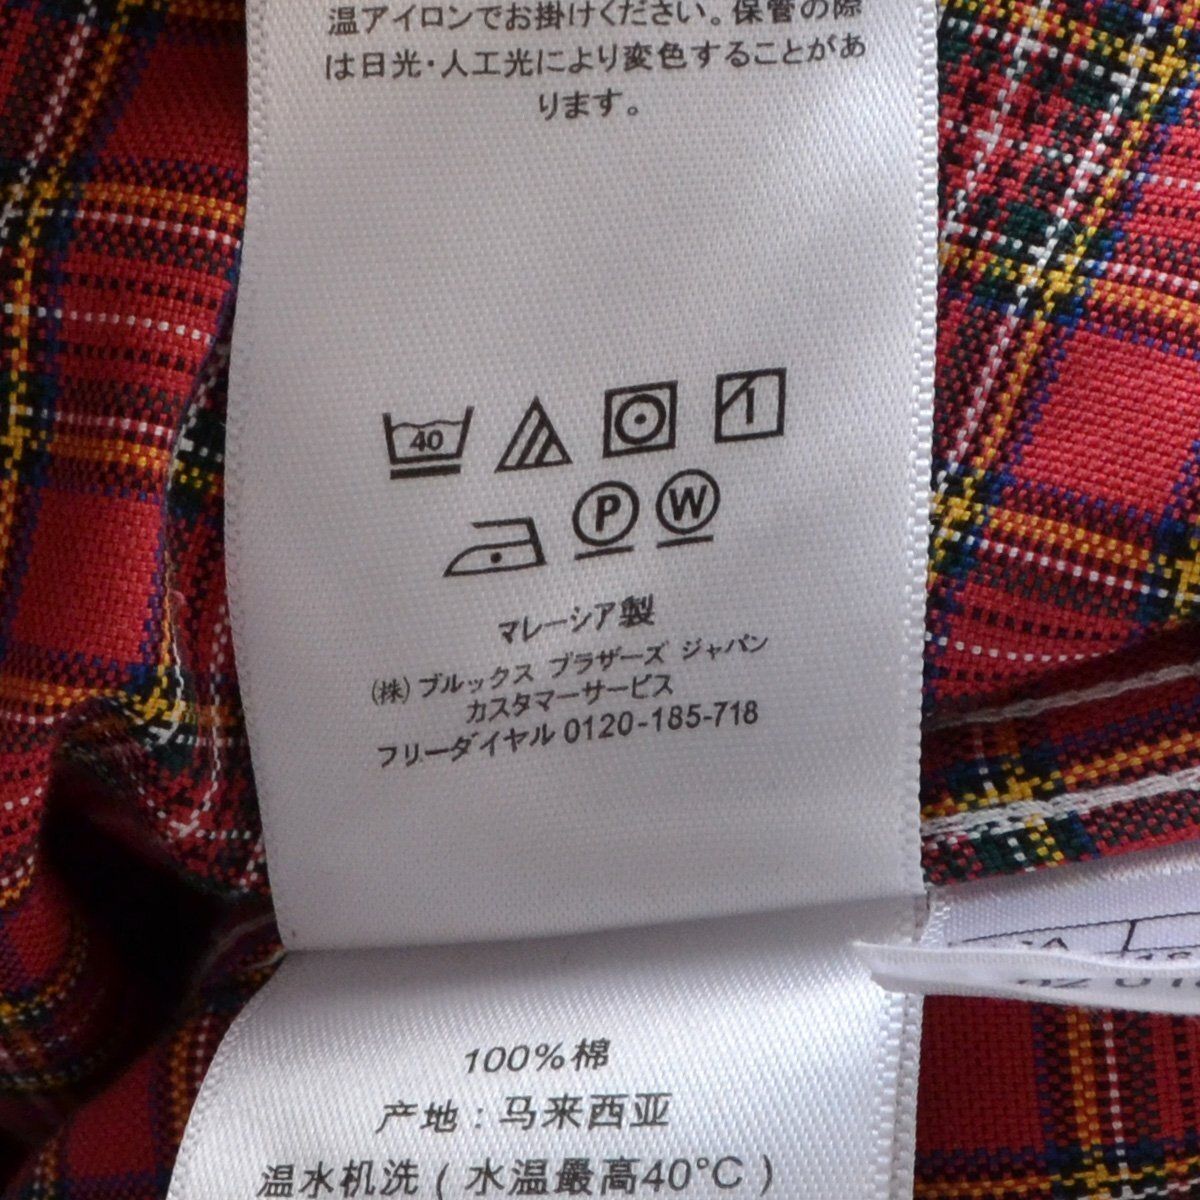 温アイロンでお掛けください。保管の際
は日光・人工光により変色することがあ
ります。
40
1
P W
マレーシア製
(株) ブルックス ブラザーズ ジャパン
カスタマーサービス
フリーダイヤル 0120-185-718
100%棉
产地:马来西亚
温水机洗(水温最高40°C)